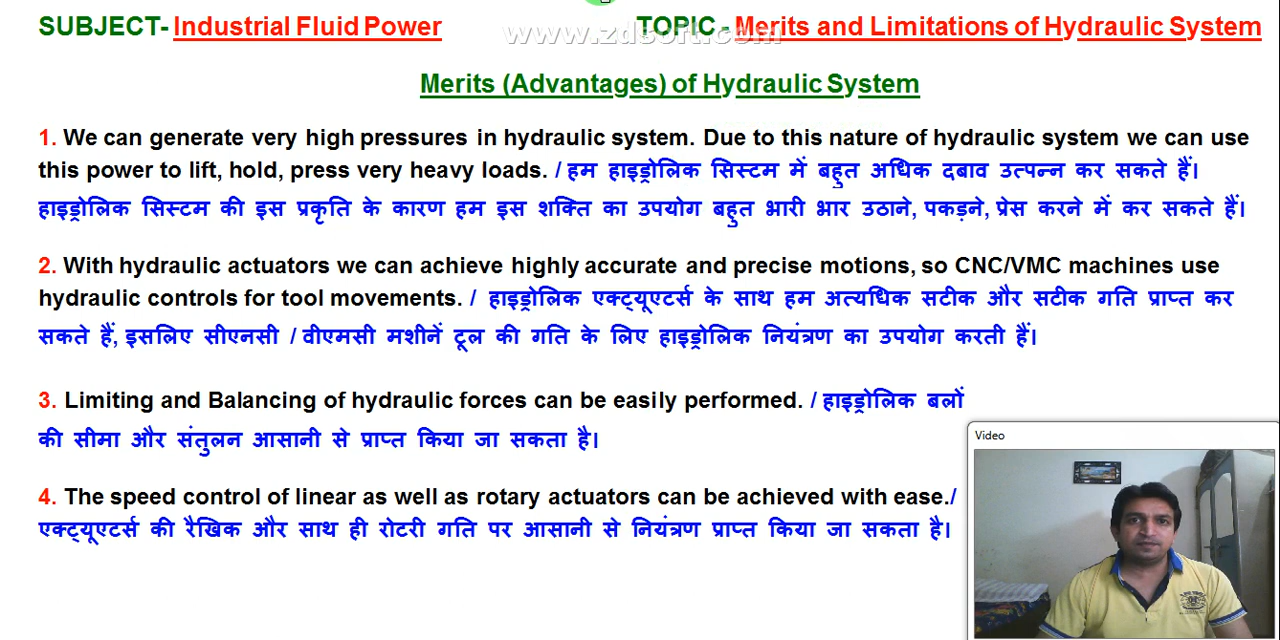 SUBJECT- Industrial Fluid Power TOPIC - Merits and Limitations of Hydraulic System
www.zdsoft.com
Merits (Advantages) of Hydraulic System
1. We can generate very high pressures in hydraulic system. Due to this nature of hydraulic system we can use
this power to lift, hold, press very heavy loads. / हम हाइड्रोलिक सिस्टम में बहुत अधिक दबाव उत्पन्न कर सकते हैं।
हाइड्रोलिक सिस्टम की इस प्रकृति के कारण हम इस शक्ति का उपयोग बहुत भारी भार उठाने, पकड़ने, प्रेस करने में कर सकते हैं।
2. With hydraulic actuators we can achieve highly accurate and precise motions, so CNC/VMC machines use
hydraulic controls for tool movements. / हाइड्रोलिक एक्ट्यूएटर्स के साथ हम अत्यधिक सटीक और सटीक गति प्राप्त कर
सकते हैं, इसलिए सीएनसी / वीएमसी मशीनें टूल की गति के लिए हाइड्रोलिक नियंत्रण का उपयोग करती हैं।
3. Limiting and Balancing of hydraulic forces can be easily performed. / हाइड्रोलिक बलों
की सीमा और संतुलन आसानी से प्राप्त किया जा सकता है।
4. The speed control of linear as well as rotary actuators can be achieved with ease./
एक्ट्यूएटर्स की रैखिक और साथ ही रोटरी गति पर आसानी से नियंत्रण प्राप्त किया जा सकता है।
Video